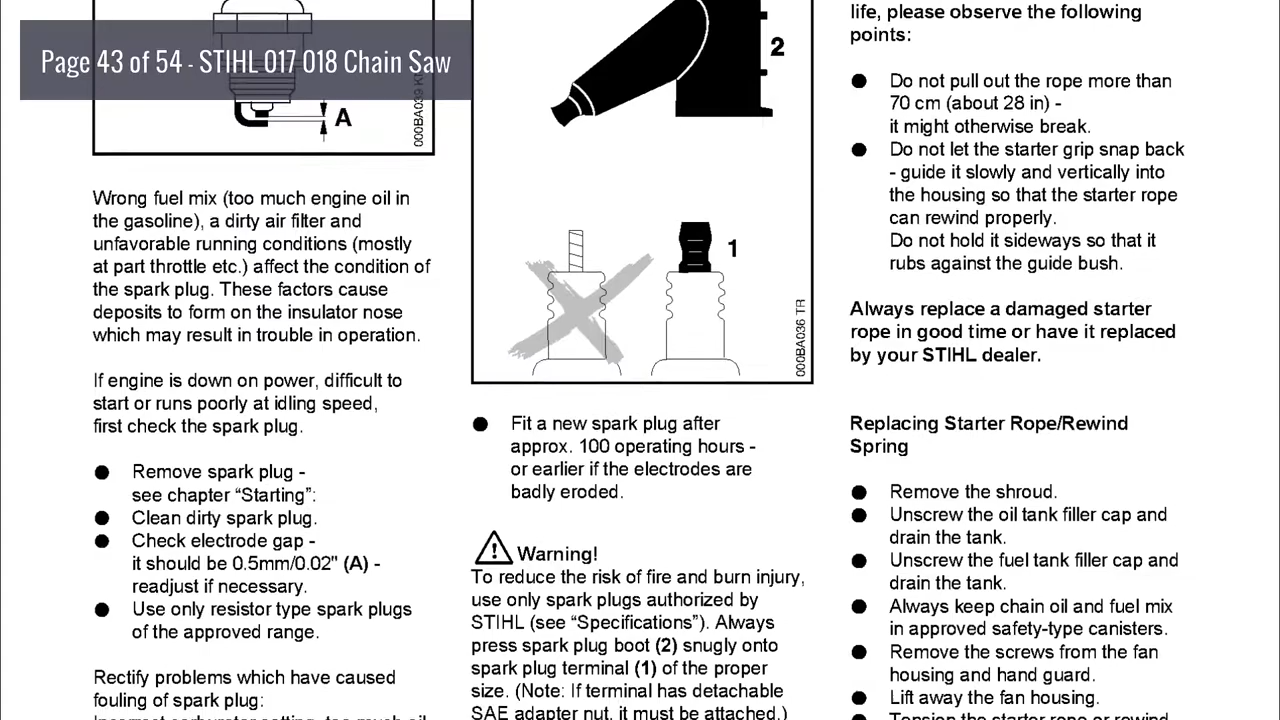 Page 43 of 54 - STIHL 017 018 Chain Saw
A
Wrong fuel mix (too much engine oil in
the gasoline), a dirty air filter and
unfavorable running conditions (mostly
at part throttle etc.) affect the condition of
the spark plug. These factors cause
deposits to form on the insulator nose
which may result in trouble in operation.
If engine is down on power, difficult to
start or runs poorly at idling speed,
first check the spark plug.
● Remove spark plug -
see chapter “Starting”:
● Clean dirty spark plug.
● Check electrode gap -
it should be 0.5mm/0.02" (A) -
readjust if necessary.
● Use only resistor type spark plugs
of the approved range.
Rectify problems which have caused
fouling of spark plug:
2
1
000BA036 TR
● Fit a new spark plug after
approx. 100 operating hours -
or earlier if the electrodes are
badly eroded.
Warning!
To reduce the risk of fire and burn injury,
use only spark plugs authorized by
STIHL (see “Specifications”). Always
press spark plug boot (2) snugly onto
spark plug terminal (1) of the proper
size. (Note: If terminal has detachable
SAE adapter nut, it must be attached.)
life, please observe the following
points:
● Do not pull out the rope more than
70 cm (about 28 in) -
it might otherwise break.
● Do not let the starter grip snap back
- guide it slowly and vertically into
the housing so that the starter rope
can rewind properly.
Do not hold it sideways so that it
rubs against the guide bush.
Always replace a damaged starter
rope in good time or have it replaced
by your STIHL dealer.
Replacing Starter Rope/Rewind
Spring
● Remove the shroud.
● Unscrew the oil tank filler cap and
drain the tank.
● Unscrew the fuel tank filler cap and
drain the tank.
● Always keep chain oil and fuel mix
in approved safety-type canisters.
● Remove the screws from the fan
housing and hand guard.
● Lift away the fan housing.
● Tension the starter rope or rewind